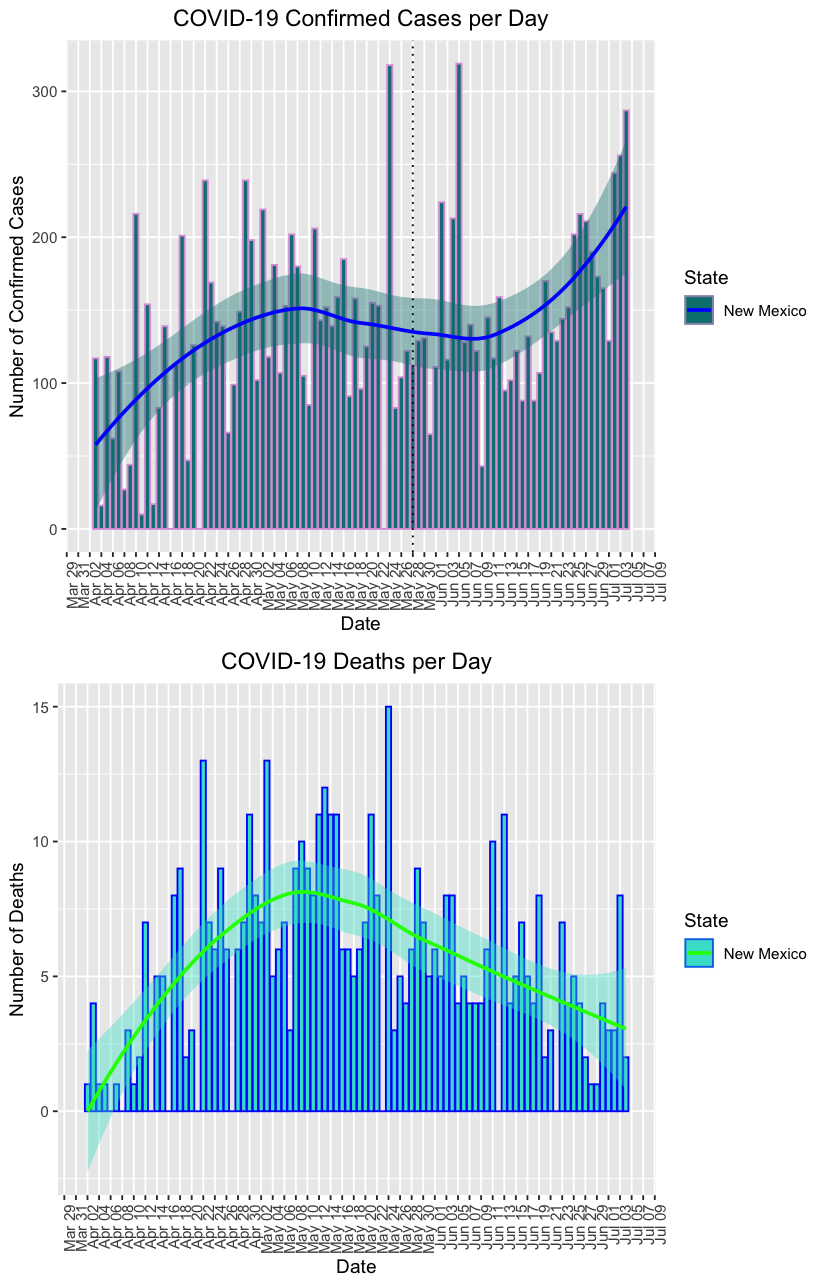 COVID-19 Confirmed Cases per Day
Number of Confirmed Cases
300
200
100
0
Mar 29
Mar 31
Apr 02
Apr 04
Apr 06
Apr 08
Apr 10
Apr 12
Apr 14
Apr 16
Apr 18
Apr 20
Apr 22
Apr 24
Apr 26
Apr 28
Apr 30
May 02
May 04
May 06
May 08
May 10
May 12
May 14
May 16
May 18
May 20
May 22
May 24
May 26
May 28
May 30
Jun 01
Jun 03
Jun 05
Jun 07
Jun 09
Jun 11
Jun 13
Jun 15
Jun 17
Jun 19
Jun 21
Jun 23
Jun 25
Jun 27
Jun 29
Jul 01
Jul 03
Jul 05
Jul 07
Jul 09
Date
State
New Mexico
COVID-19 Deaths per Day
Number of Deaths
15
10
5
0
Mar 29
Mar 31
Apr 02
Apr 04
Apr 06
Apr 08
Apr 10
Apr 12
Apr 14
Apr 16
Apr 18
Apr 20
Apr 22
Apr 24
Apr 26
Apr 28
Apr 30
May 02
May 04
May 06
May 08
May 10
May 12
May 14
May 16
May 18
May 20
May 22
May 24
May 26
May 28
May 30
Jun 01
Jun 03
Jun 05
Jun 07
Jun 09
Jun 11
Jun 13
Jun 15
Jun 17
Jun 19
Jun 21
Jun 23
Jun 25
Jun 27
Jun 29
Jul 01
Jul 03
Jul 05
Jul 07
Jul 09
Date
State
New Mexico